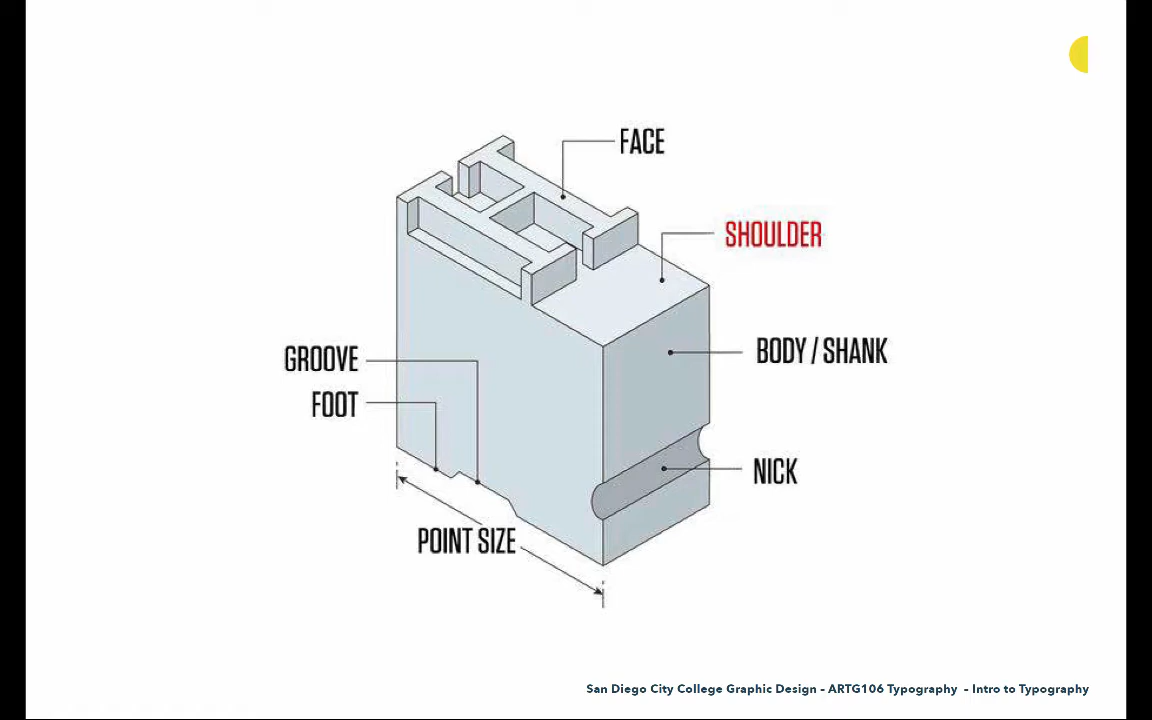 FACE
SHOULDER
GROOVE
BODY / SHANK
FOOT
NICK
POINT SIZE
San Diego City College Graphic Design - ARTG106 Typography - Intro to Typography